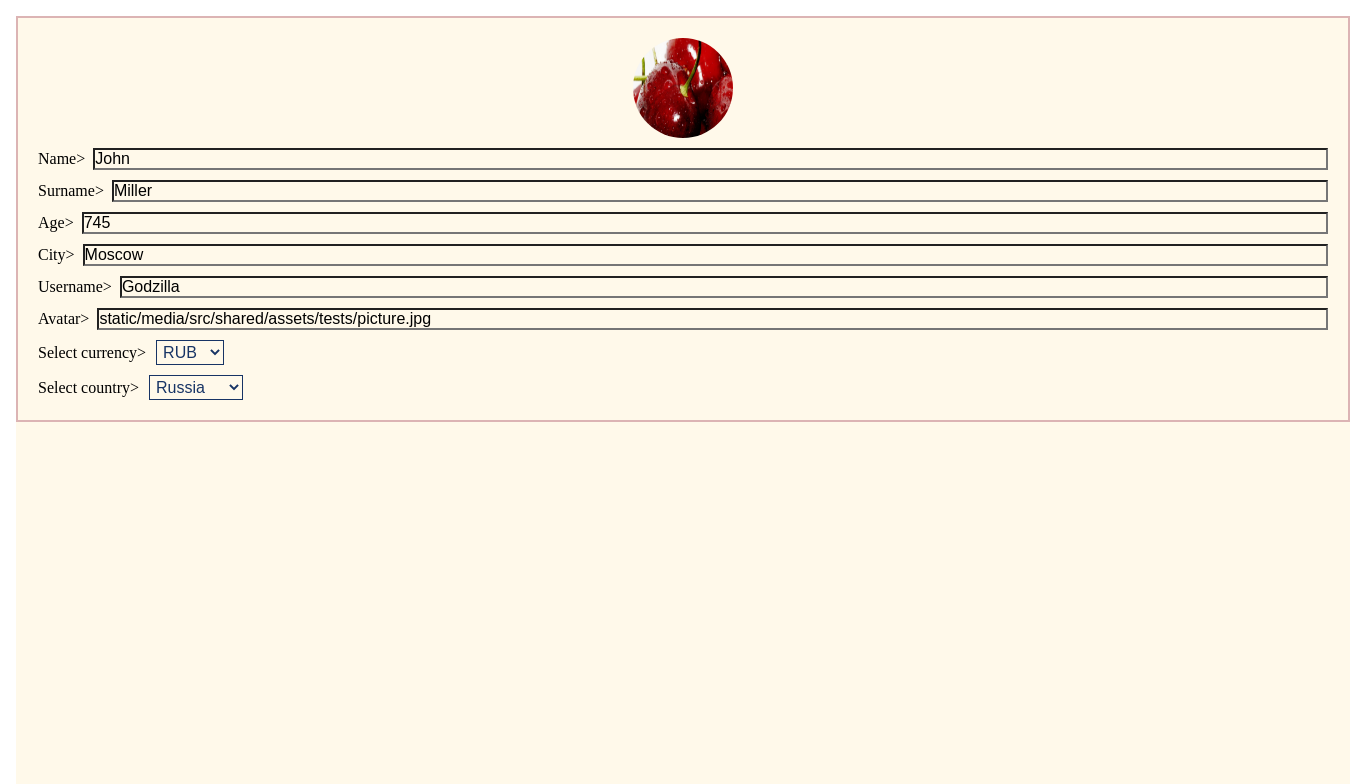 Name> John
Surname> Miller
Age> 745
City> Moscow
Username> Godzilla
Avatar> static/media/src/shared/assets/tests/picture.jpg
Select currency> RUB
Select country> Russia